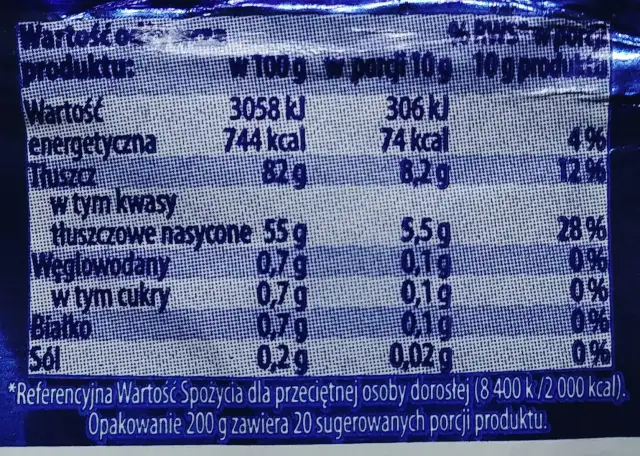 Wartość
produktu: w 100 g w porcji 10 g 10 g produktu
Wartość 3058 kJ 306 kJ
energetyczna 744 kcal 74 kcal 4 %
Tłuszcz 82 g 8,2 g 12 %
w tym kwasy
tłuszczowe nasycone 55 g 5,5 g 28 %
Węglowodany 0,7 g 0,1 g 0 %
w tym cukry 0,7 g 0,1 g 0 %
Białko 0,7 g 0,1 g 0 %
Sól 0,2 g 0,02 g 0 %
*Referencyjna Wartość Spożycia dla przeciętnej osoby dorosłej (8 400 k /2 000 kcal).
Opakowanie 200 g zawiera 20 sugerowanych porcji produktu.